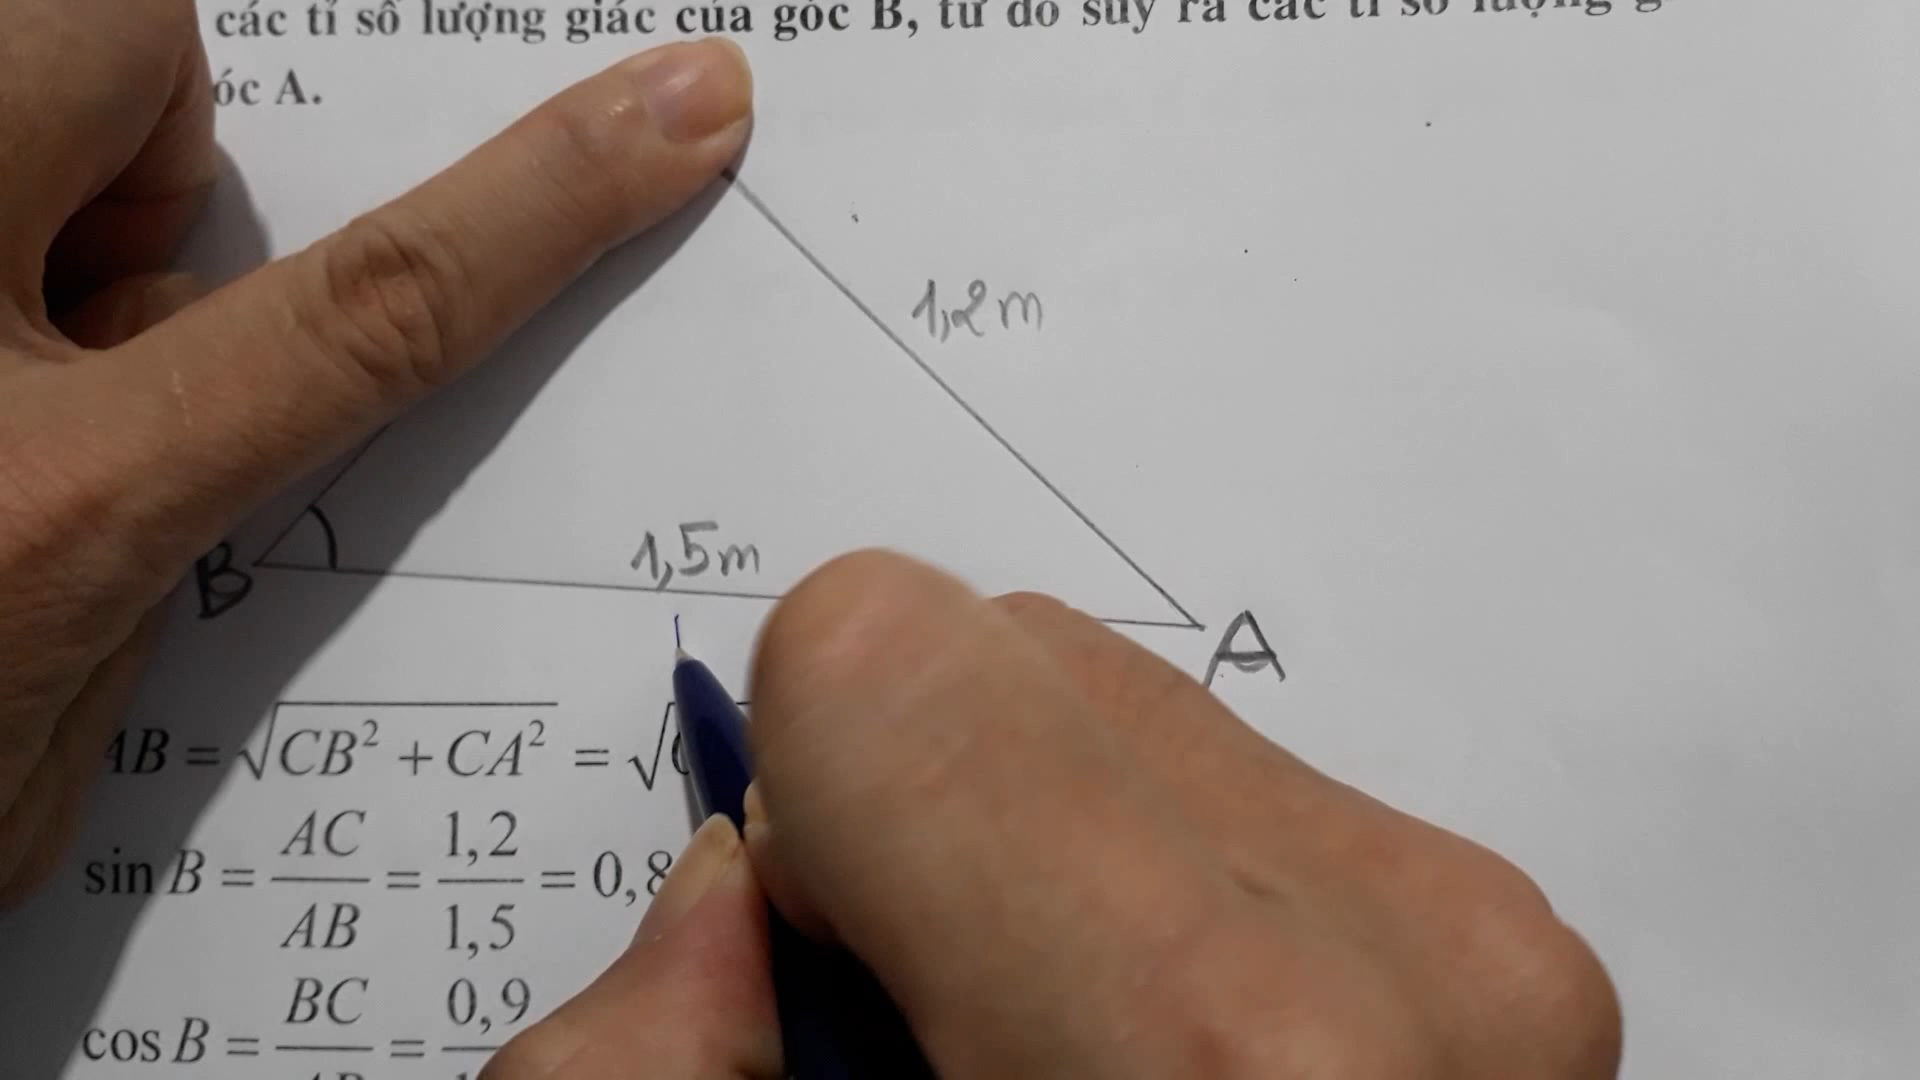 các tỉ số lượng giác của góc B, từ đó suy ra các tỉ số lượng g
óc A.
1,2m
B
1,5m
A
AB = √CB² + CA² = √
sin B = AC/AB = 1,2/1,5 = 0,8
cos B = BC/AB = 0,9